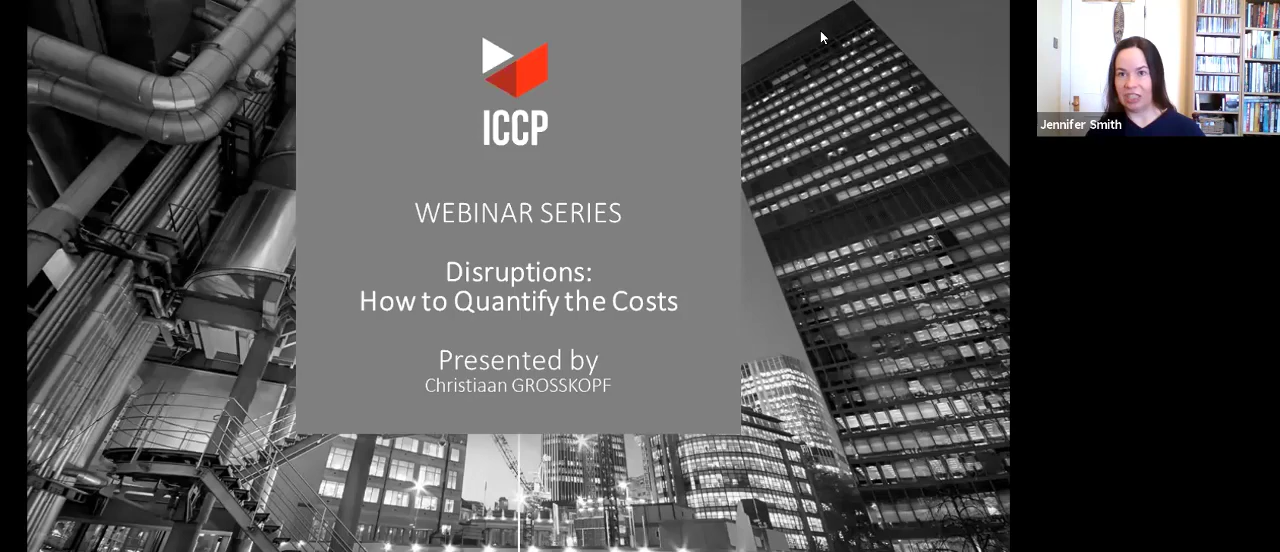 ICCP
WEBINAR SERIES
Disruptions:
How to Quantify the Costs
Presented by
Christiaan GROSSKOPF
Jennifer Smith